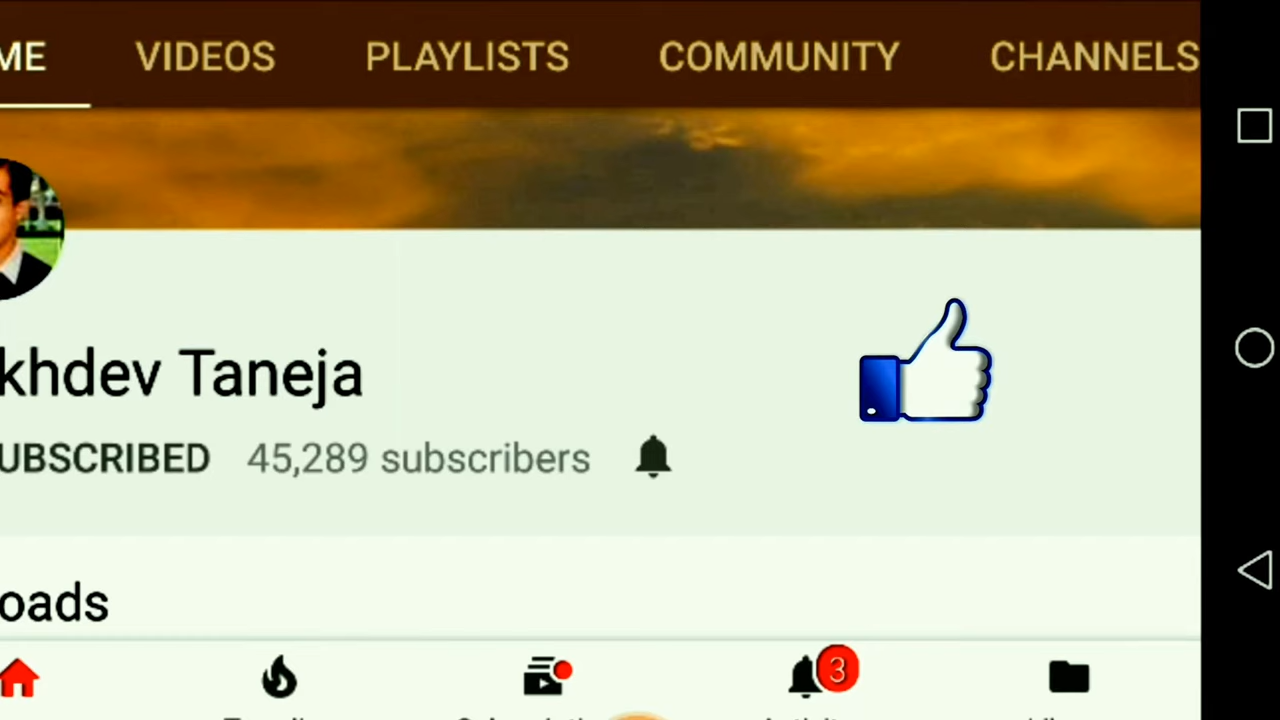 ME VIDEOS PLAYLISTS COMMUNITY CHANNELS
khdev Taneja
UBSCRIBED 45,289 subscribers
oads
3